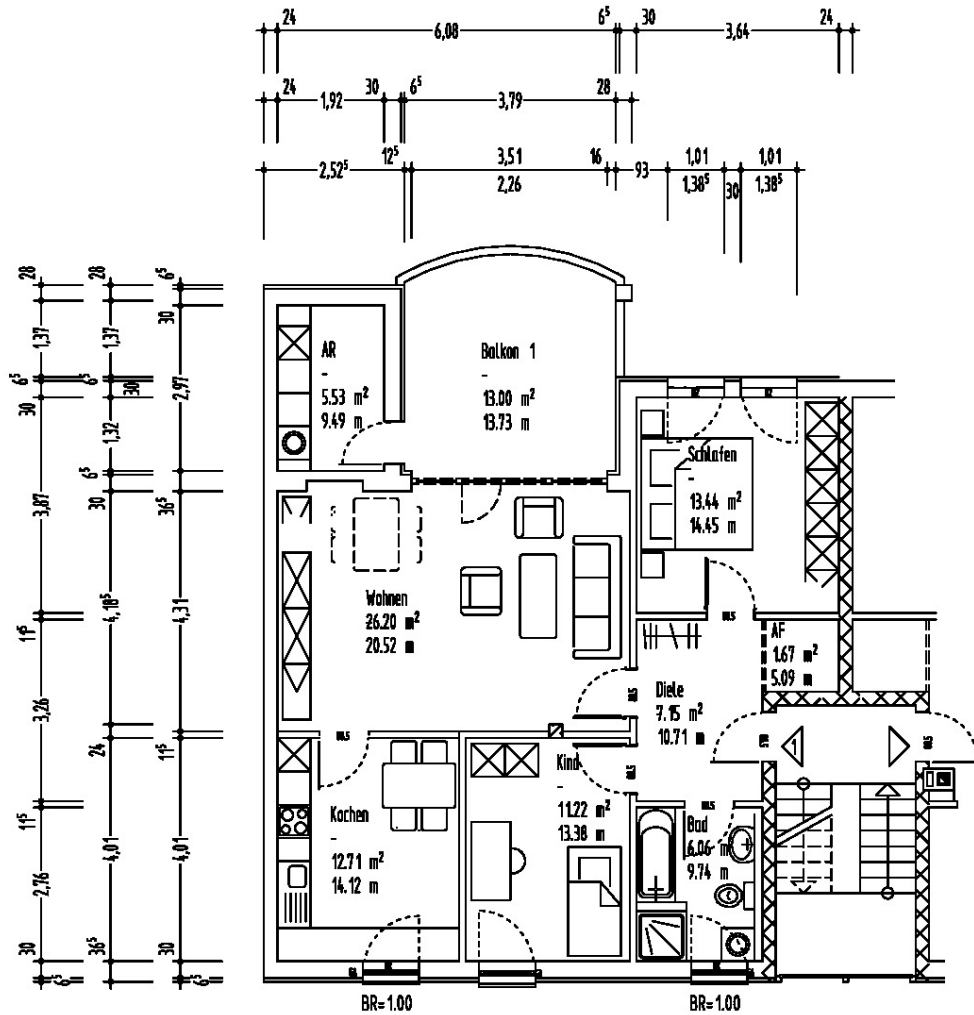 24 6,08 6⁵ 30 3,64 24
24 1,92 30 6⁵ 3,79 28
2,52⁵ 12⁵ 3,51 16 93 1,01 1,01
2,26 1,38⁵ 30 1,38⁵
28 1,37 6⁵ 30 3,87 11⁵ 3,26 11⁵ 2,76 30 6⁵
28 1,37 6⁵ 30 1,32 6⁵ 30 4,18⁵ 24 4,01 36⁵
6⁵ 30 2,97 36⁵ 4,31 11⁵ 4,01 30 6⁵
AR
-
5.53 m²
9.49 m
Balkon 1
-
13.00 m²
13.73 m
Schlafen
-
13.44 m²
14.45 m
Wohnen
-
26.20 m²
20.52 m
AF
1.67 m²
5.09 m
Diele
7.15 m²
10.71 m
1
Kochen
-
12.71 m²
14.12 m
Kind
-
11.22 m²
13.38 m
Bad
6.06 m²
9.74 m
BR=1.00
BR=1.00